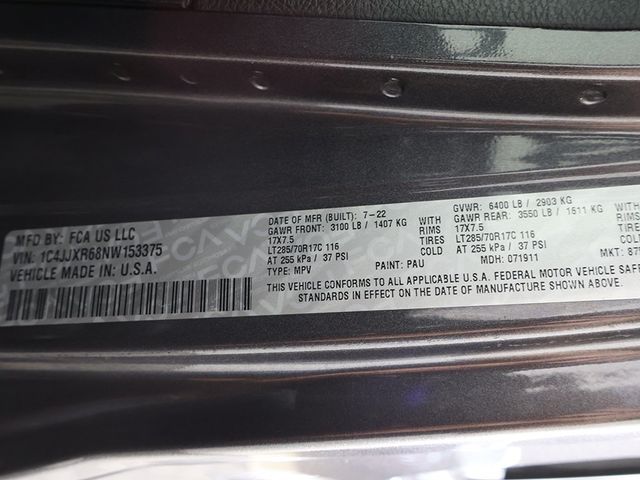 MFD BY: FCA US LLC
VIN: 1C4JJXR68NW153375
VEHICLE MADE IN U.S.A.
DATE OF MFR (BUILT): 7-22
GAWR FRONT: 3100 LB / 1407 KG WITH
17X7.5 RIMS
LT285/70R17C 116 TIRES
AT 255 kPa / 37 PSI COLD
TYPE: MPV PAINT: PAU
GVWR: 6400 LB / 2903 KG
GAWR REAR: 3550 LB / 1611 KG WITH
17X7.5 RIMS
LT285/70R17C 116 TIRES
AT 255 kPa / 37 PSI COLD
MDH: 071911 MKT:
THIS VEHICLE CONFORMS TO ALL APPLICABLE U.S.A. FEDERAL MOTOR VEHICLE
STANDARDS IN EFFECT ON THE DATE OF MANUFACTURE SHOWN ABOVE.